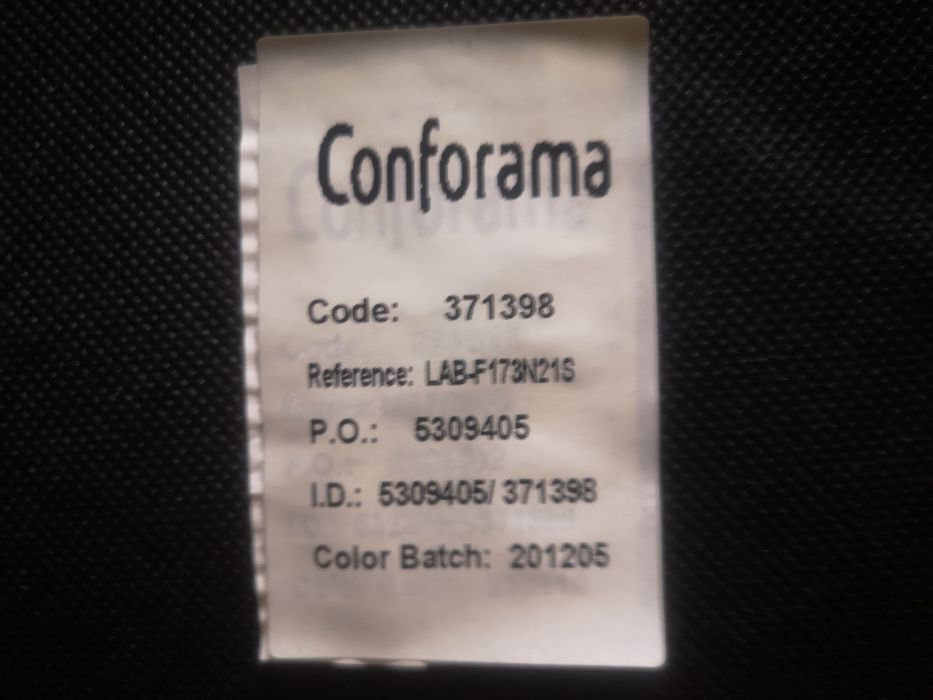 Conforama
Code: 371398
Reference: LAB-F173N21S
P.O.: 5309405
I.D.: 5309405/ 371398
Color Batch: 201205